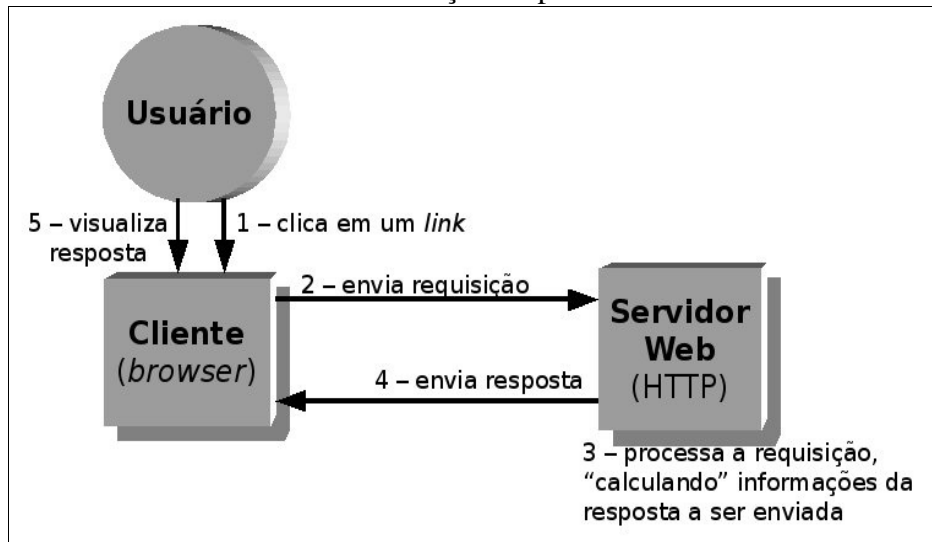 Usuário
5 – visualiza
resposta
1 – clica em um link
2 – envia requisição
Cliente
(browser)
Servidor
Web
(HTTP)
4 – envia resposta
3 – processa a requisição,
“calculando” informações da
resposta a ser enviada